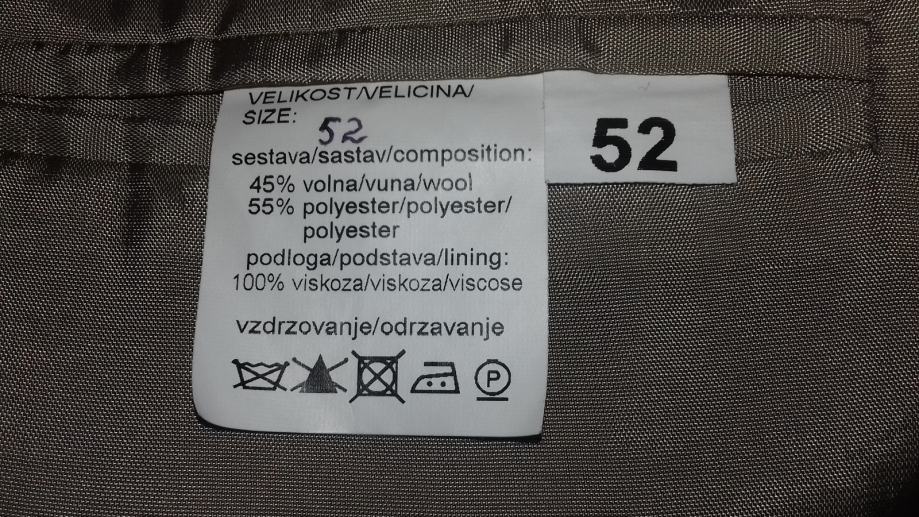 VELIKOST/VELICINA/
SIZE: 52
52
sestava/sastav/composition:
45% volna/vuna/wool
55% polyester/polyester/
polyester
podloga/podstava/lining:
100% viskoza/viskoza/viscose
vzdrzovanje/odrzavanje
P